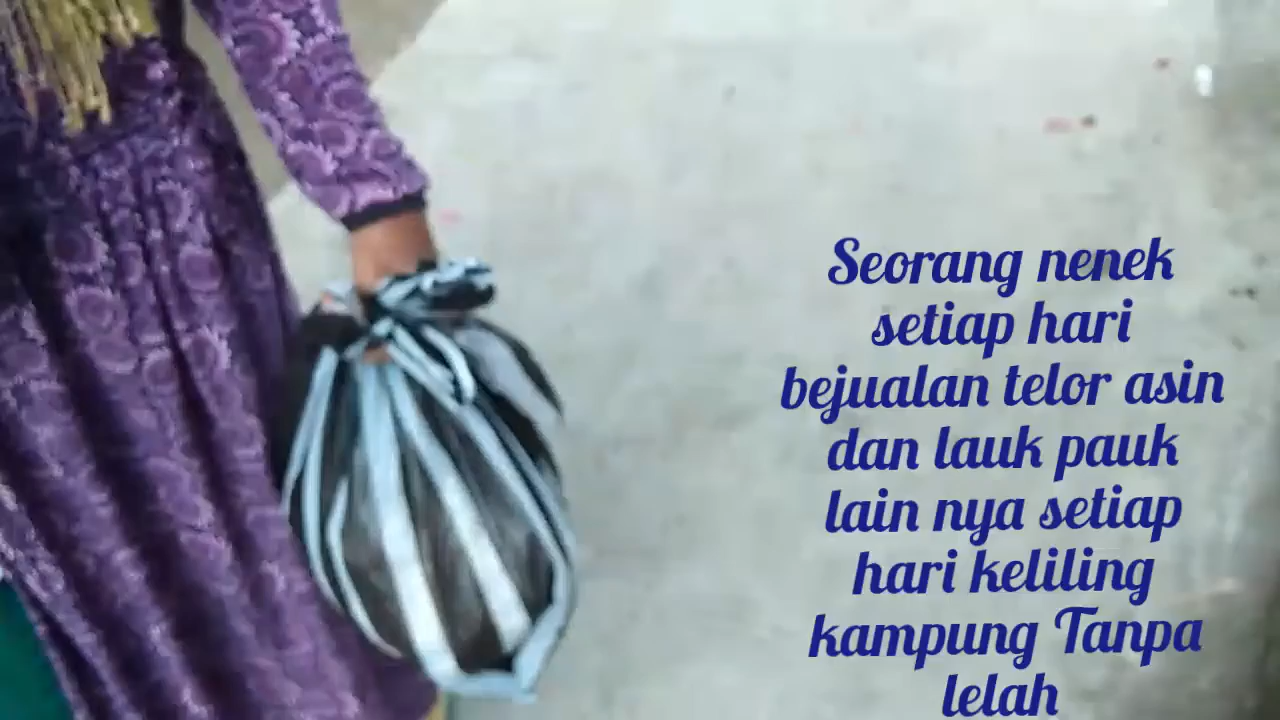 Seorang nenek
setiap hari
bejualan telor asin
dan lauk pauk
lain nya setiap
hari keliling
kampung Tanpa
lelah